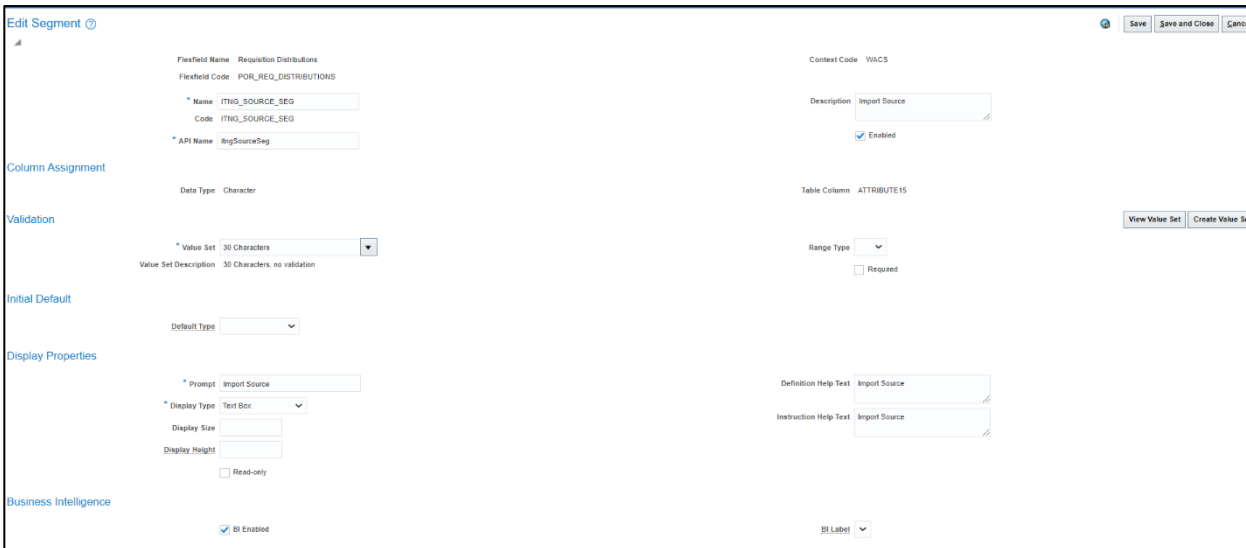 Edit Segment
Save Save and Close Cance
Flexfield Name Requisition Distributions Context Code WACS
Flexfield Code POR_REQ_DISTRIBUTIONS
* Name ITNG_SOURCE_SEG Description Import Source
Code ITNG_SOURCE_SEG
Enabled
* API Name itngSourceSeg
Column Assignment
Data Type Character Table Column ATTRIBUTE15
Validation
View Value Set Create Value Se
* Value Set 30 Characters Range Type
Value Set Description 30 Characters, no validation
Required
Initial Default
Default Type
Display Properties
* Prompt Import Source Definition Help Text Import Source
* Display Type Text Box
Instruction Help Text Import Source
Display Size
Display Height
Read-only
Business Intelligence
BI Enabled BI Label